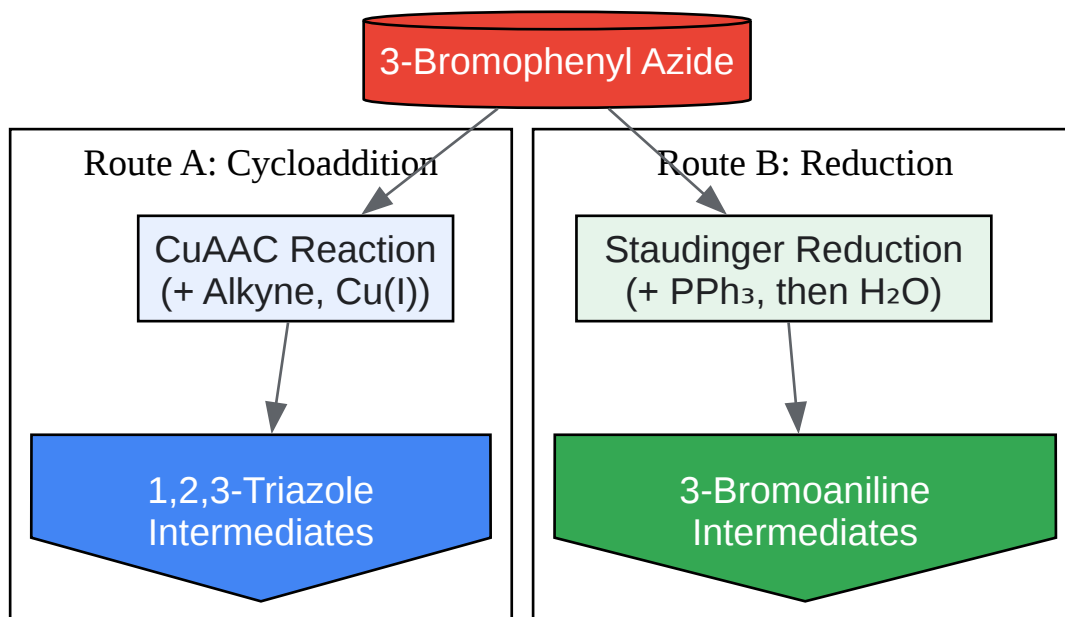 3-Bromophenyl Azide
Route A: Cycloaddition
CuAAC Reaction
(+ Alkyne, Cu(I))
1,2,3-Triazole
Intermediates
Route B: Reduction
Staudinger Reduction
(+ PPh₃, then H₂O)
3-Bromoaniline
Intermediates